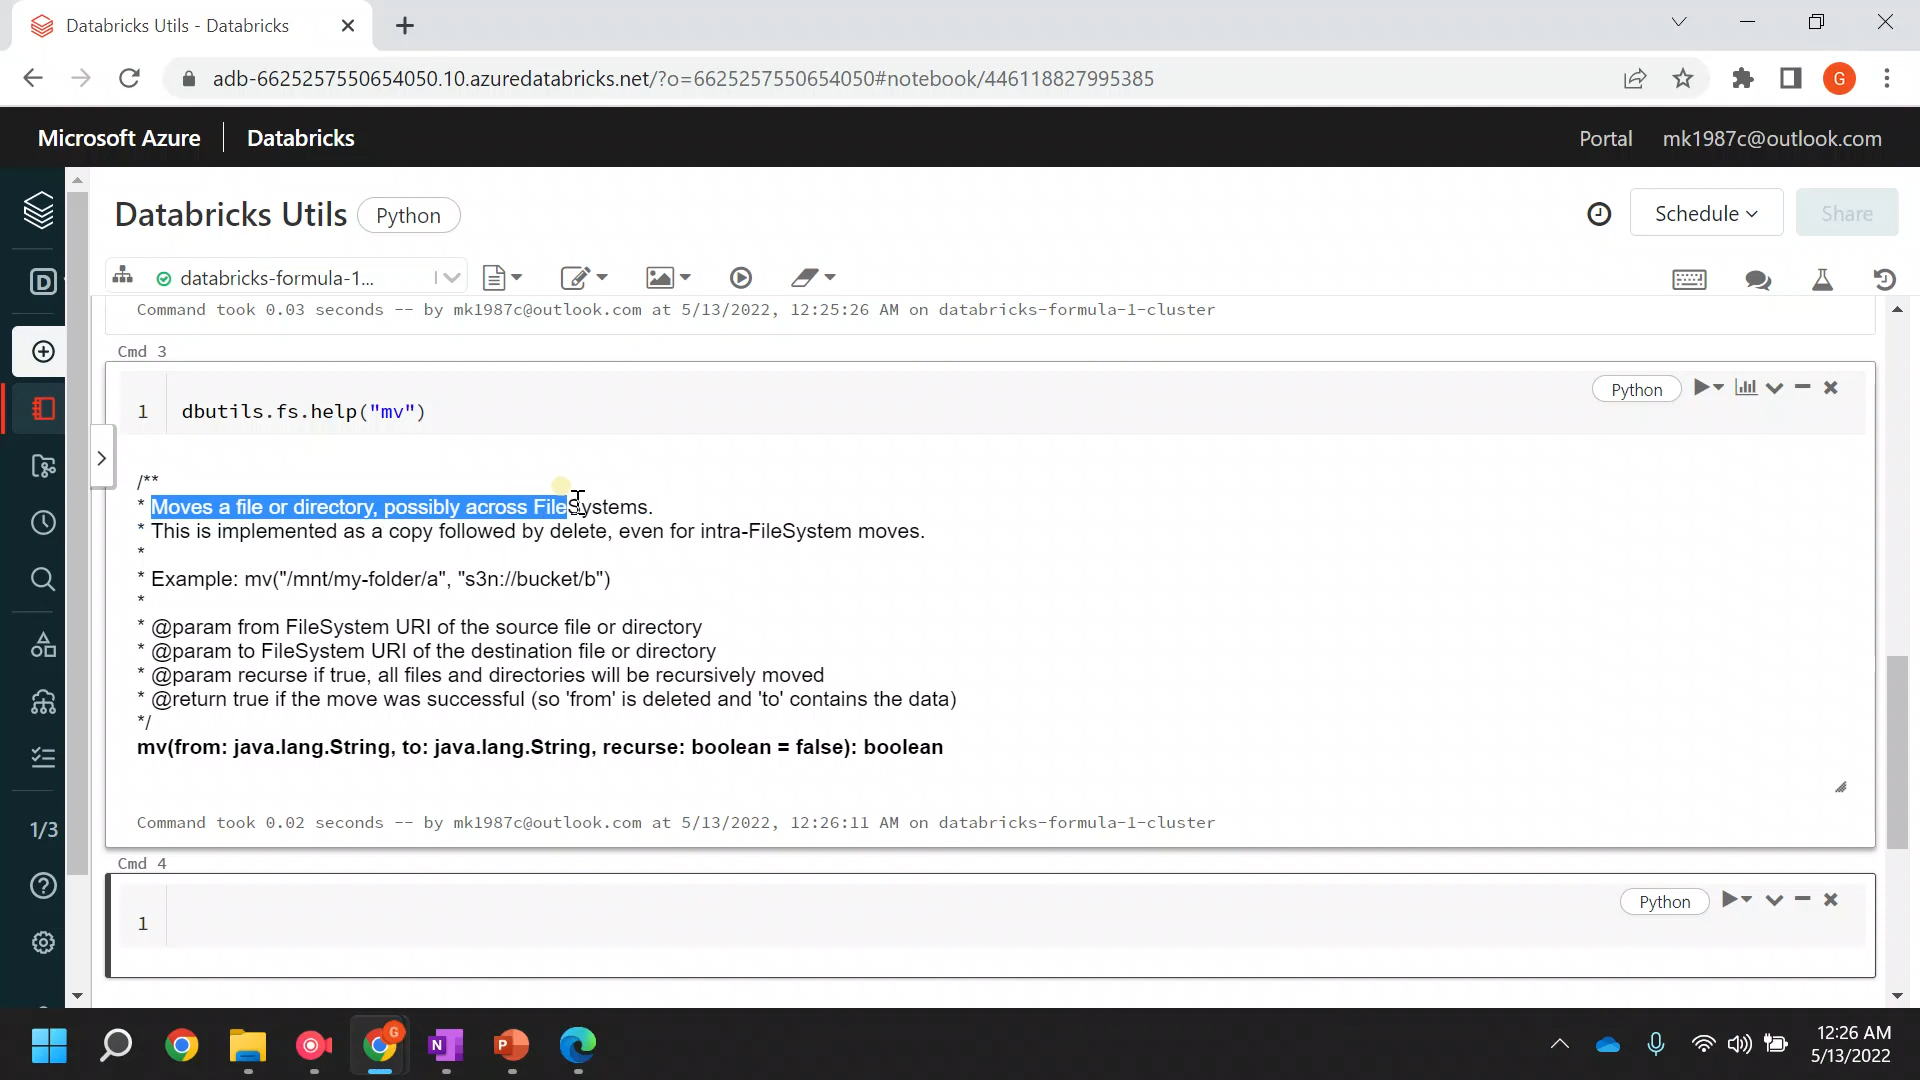 Databricks Utils - Databricks
adb-6625257550654050.10.azuredatabricks.net/?o=6625257550654050#notebook/446118827995385
G
Microsoft Azure
Databricks
Portal
mk1987c@outlook.com
Databricks Utils
Python
Schedule
Share
D
databricks-formula-1...
Command took 0.03 seconds -- by mk1987c@outlook.com at 5/13/2022, 12:25:26 AM on databricks-formula-1-cluster
Cmd 3
Python
1
dbutils.fs.help("mv")
/**
* Moves a file or directory, possibly across FileSystems.
* This is implemented as a copy followed by delete, even for intra-FileSystem moves.
*
* Example: mv("/mnt/my-folder/a", "s3n://bucket/b")
*
* @param from FileSystem URI of the source file or directory
* @param to FileSystem URI of the destination file or directory
* @param recurse if true, all files and directories will be recursively moved
* @return true if the move was successful (so 'from' is deleted and 'to' contains the data)
*/
mv(from: java.lang.String, to: java.lang.String, recurse: boolean = false): boolean
Command took 0.02 seconds -- by mk1987c@outlook.com at 5/13/2022, 12:26:11 AM on databricks-formula-1-cluster
1/3
Cmd 4
Python
1
G
N
P
12:26 AM
5/13/2022